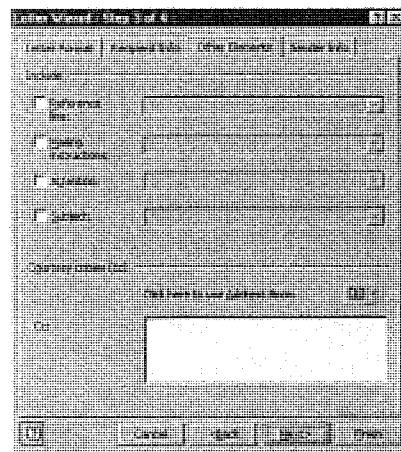 Letter Wizard - Step 3 of 4
Letter Format Recipient Info Other Elements Sender Info
Include
Reference line:
Mailing instructions:
Attention:
Subject:
Courtesy copies (cc)
Click here to use Address Book:
Cc:
Cancel <Back Next> Finish